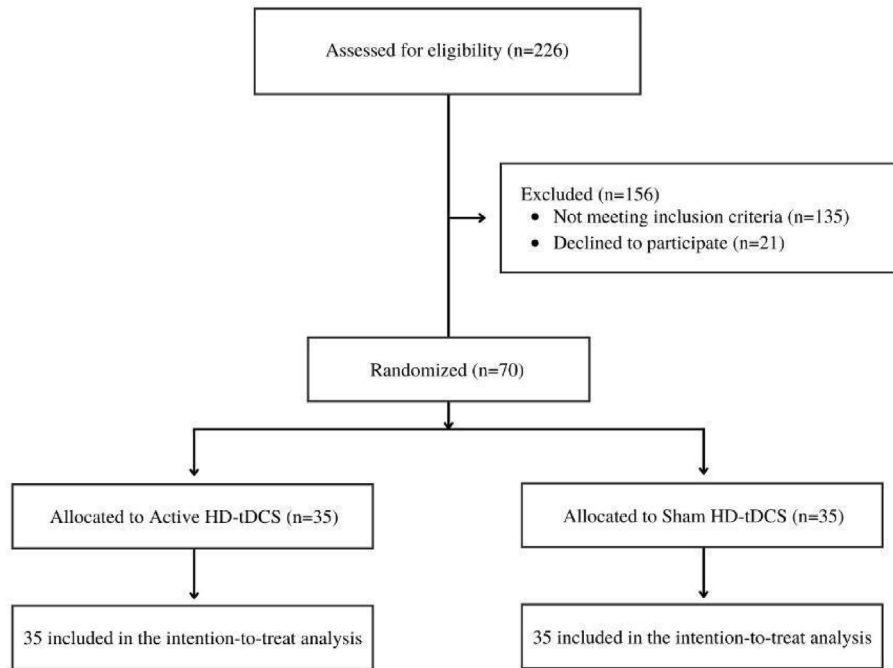 Assessed for eligibility (n=226)
Excluded (n=156)
• Not meeting inclusion criteria (n=135)
• Declined to participate (n=21)
Randomized (n=70)
Allocated to Active HD-tDCS (n=35)
Allocated to Sham HD-tDCS (n=35)
35 included in the intention-to-treat analysis
35 included in the intention-to-treat analysis